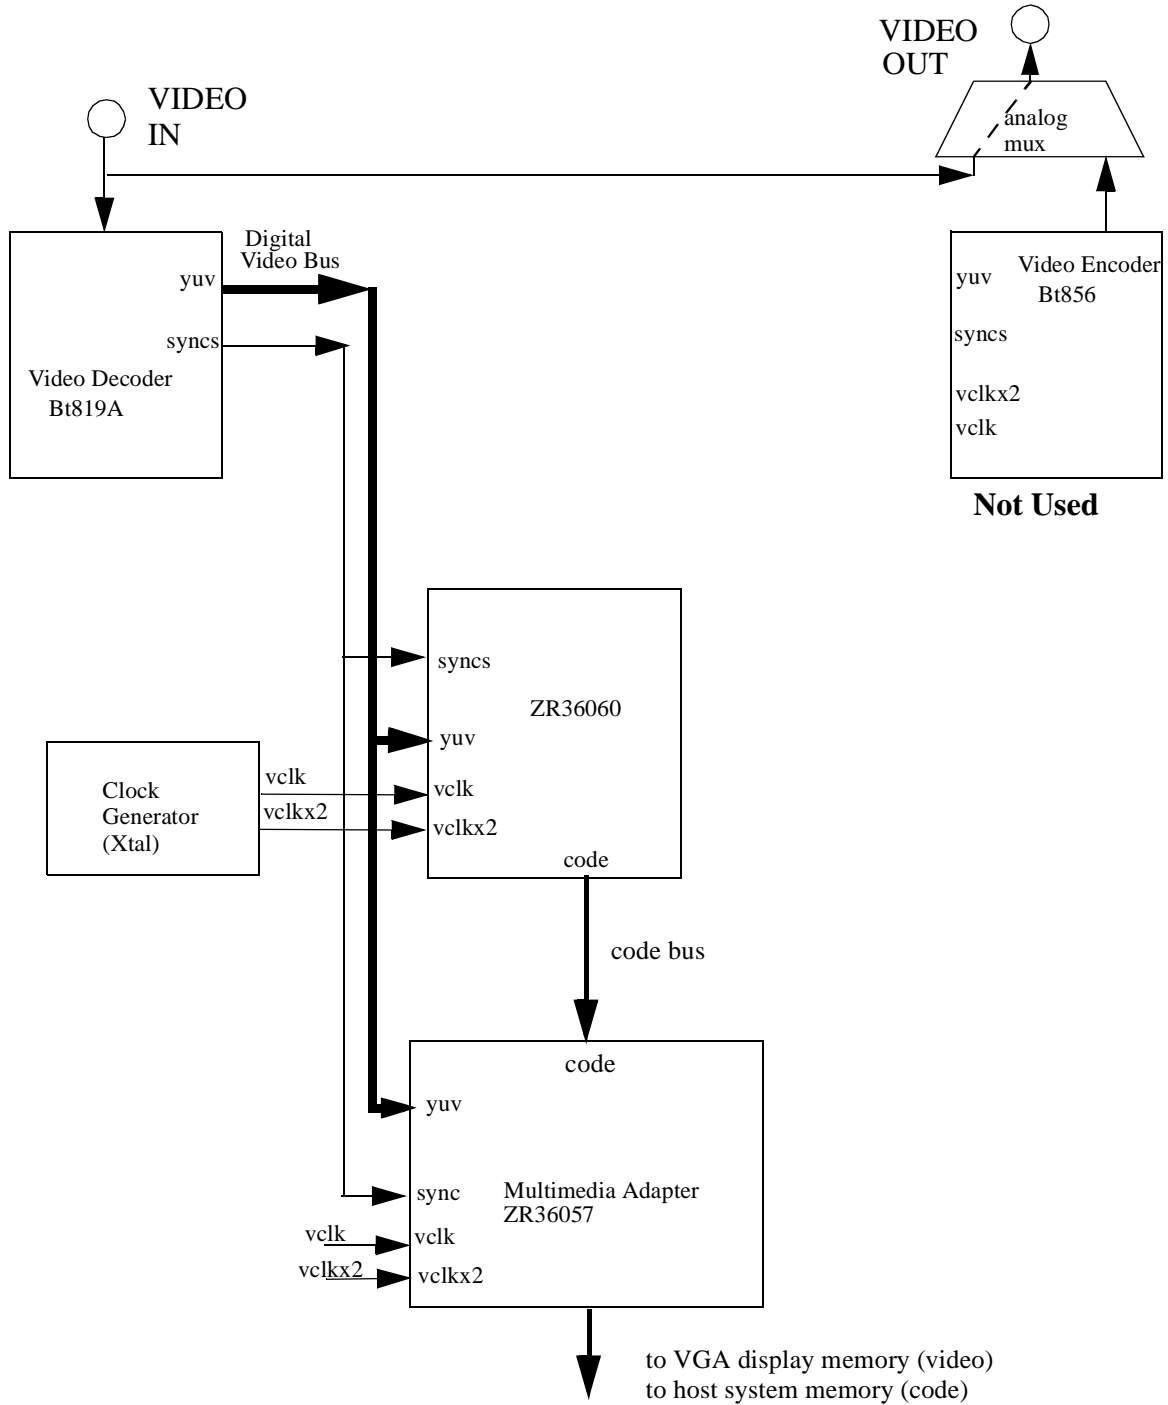 VIDEO
OUT
VIDEO
IN
analog
mux
Digital
Video Bus
yuv
syncs
Video Decoder
Bt819A
Video Encoder
Bt856
yuv
syncs
vclkx2
vclk
Not Used
syncs
ZR36060
yuv
vclk
vclkx2
code
Clock
Generator
(Xtal)
vclk
vclkx2
code bus
code
yuv
sync
Multimedia Adapter
ZR36057
vclk
vclk
vclkx2
vclkx2
to VGA display memory (video)
to host system memory (code)